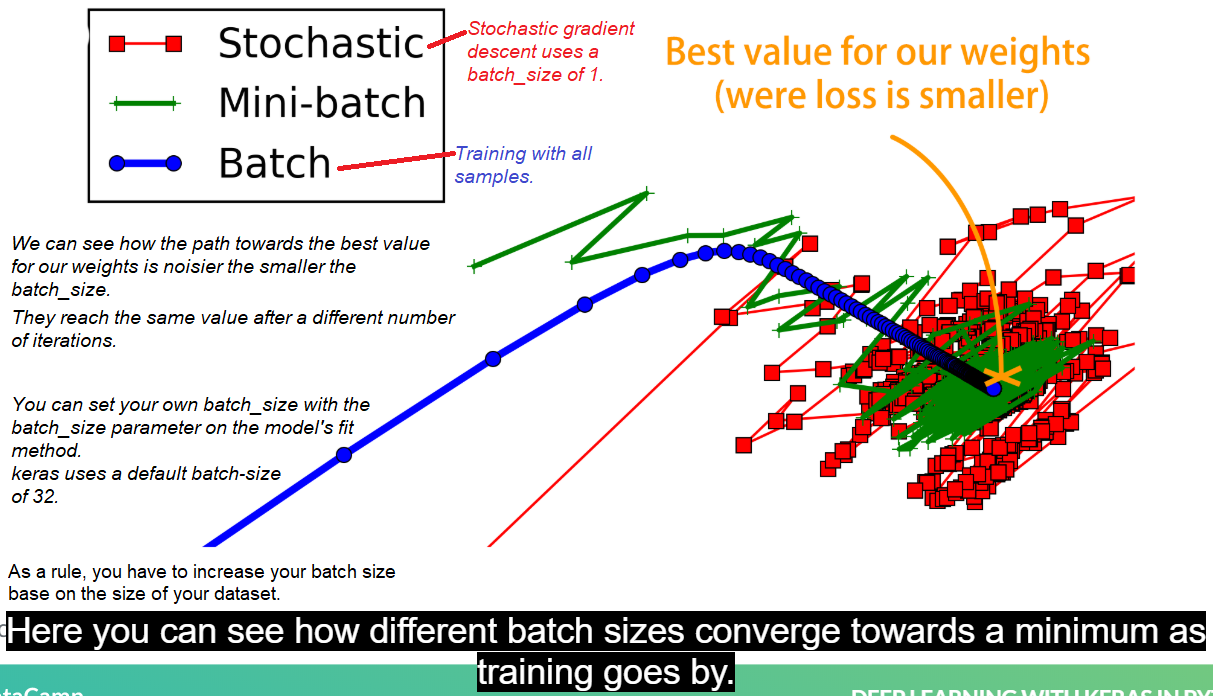 Stochastic
Mini-batch
Batch
Stochastic gradient
descent uses a
batch_size of 1.
Training with all
samples.
Best value for our weights
(were loss is smaller)
We can see how the path towards the best value
for our weights is noisier the smaller the
batch_size.
They reach the same value after a different number
of iterations.
You can set your own batch_size with the
batch_size parameter on the model's fit
method.
keras uses a default batch-size
of 32.
As a rule, you have to increase your batch size
base on the size of your dataset.
Here you can see how different batch sizes converge towards a minimum as
training goes by.
taCamp
DEEP LEARNING WITH KERAS IN PY